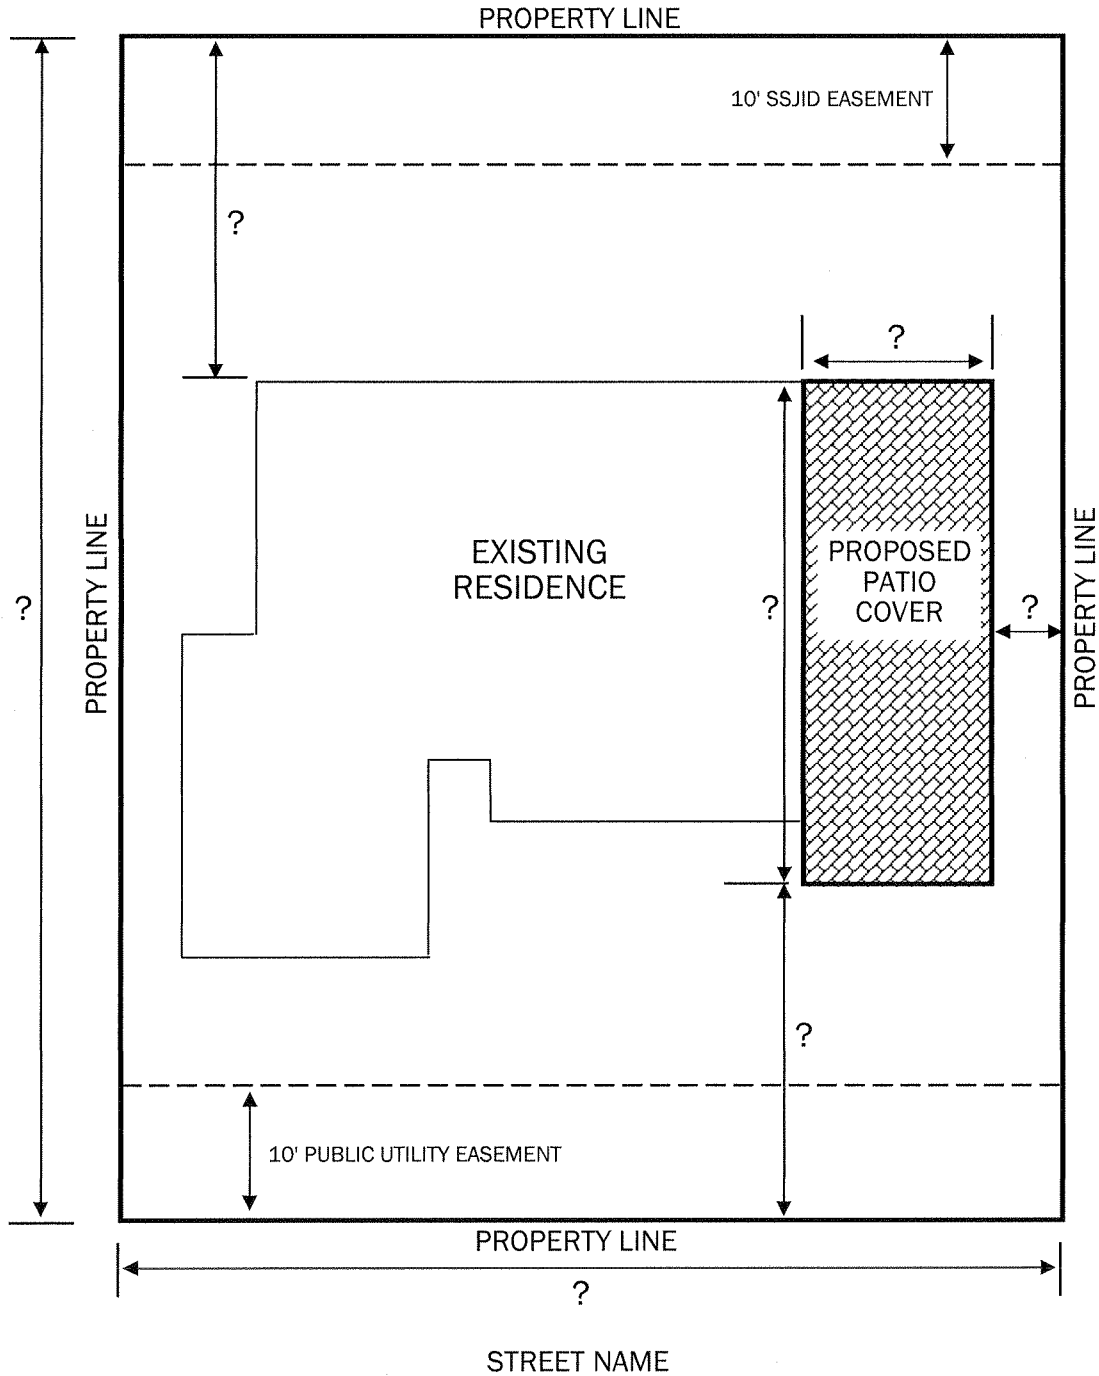 PROPERTY LINE
10' SSJID EASEMENT
?
?
EXISTING
RESIDENCE
PROPOSED
PATIO
COVER
?
?
?
PROPERTY LINE
PROPERTY LINE
?
10' PUBLIC UTILITY EASEMENT
PROPERTY LINE
?
STREET NAME